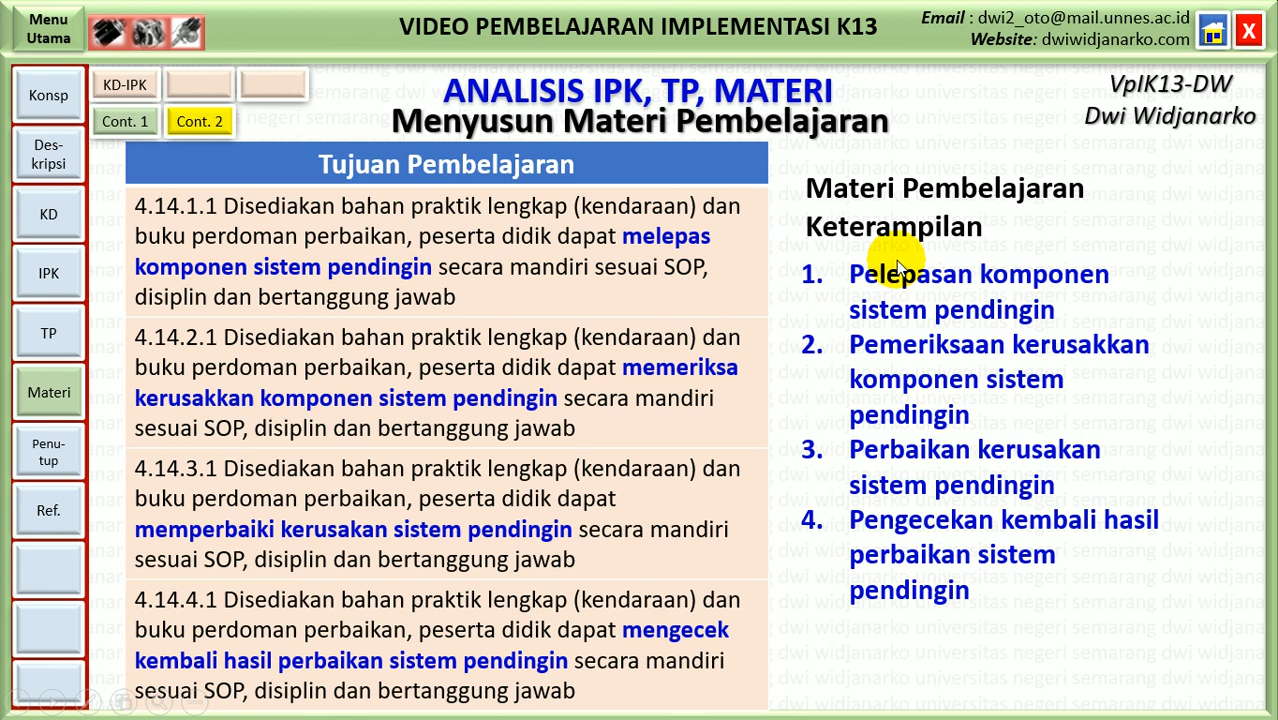 Menu
Utama
VIDEO PEMBELAJARAN IMPLEMENTASI K13
Email : dwi2_oto@mail.unnes.ac.id
Website: dwiwidjanarko.com
X
Konsp
Des-
kripsi
KD
IPK
TP
Materi
Penu-
tup
Ref.
KD-IPK
Cont. 1
Cont. 2
ANALISIS IPK, TP, MATERI
Menyusun Materi Pembelajaran
VpIK13-DW
Dwi Widjanarko
Tujuan Pembelajaran
4.14.1.1 Disediakan bahan praktik lengkap (kendaraan) dan
buku perdoman perbaikan, peserta didik dapat melepas
komponen sistem pendingin secara mandiri sesuai SOP,
disiplin dan bertanggung jawab
4.14.2.1 Disediakan bahan praktik lengkap (kendaraan) dan
buku perdoman perbaikan, peserta didik dapat memeriksa
kerusakkan komponen sistem pendingin secara mandiri
sesuai SOP, disiplin dan bertanggung jawab
4.14.3.1 Disediakan bahan praktik lengkap (kendaraan) dan
buku perdoman perbaikan, peserta didik dapat
memperbaiki kerusakan sistem pendingin secara mandiri
sesuai SOP, disiplin dan bertanggung jawab
4.14.4.1 Disediakan bahan praktik lengkap (kendaraan) dan
buku perdoman perbaikan, peserta didik dapat mengecek
kembali hasil perbaikan sistem pendingin secara mandiri
sesuai SOP, disiplin dan bertanggung jawab
Materi Pembelajaran
Keterampilan
1. Pelepasan komponen
sistem pendingin
2. Pemeriksaan kerusakkan
komponen sistem
pendingin
3. Perbaikan kerusakan
sistem pendingin
4. Pengecekan kembali hasil
perbaikan sistem
pendingin